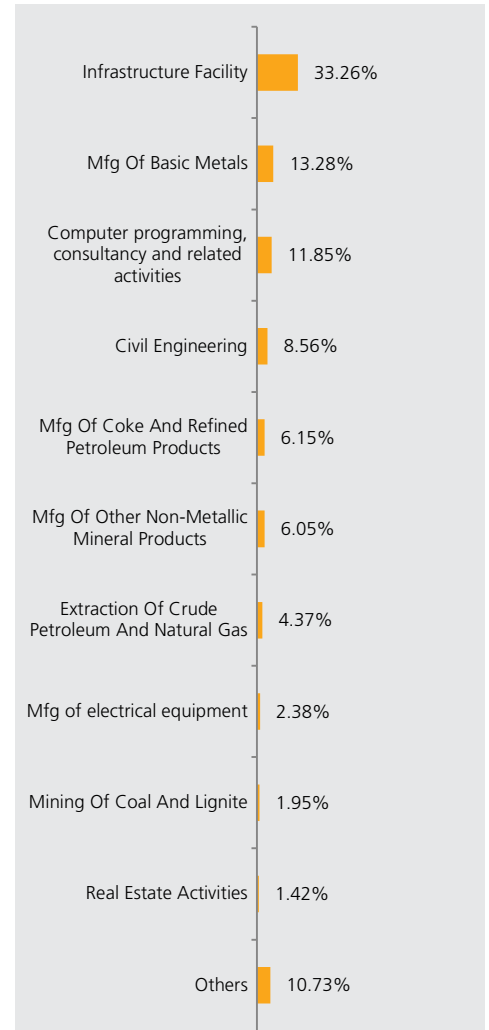 Infrastructure Facility 33.26%
Mfg Of Basic Metals 13.28%
Computer programming,
consultancy and related
activities
11.85%
Civil Engineering 8.56%
Mfg Of Coke And Refined
Petroleum Products
6.15%
Mfg Of Other Non-Metallic
Mineral Products
6.05%
Extraction Of Crude
Petroleum And Natural Gas
4.37%
Mfg of electrical equipment 2.38%
Mining Of Coal And Lignite 1.95%
Real Estate Activities 1.42%
Others 10.73%